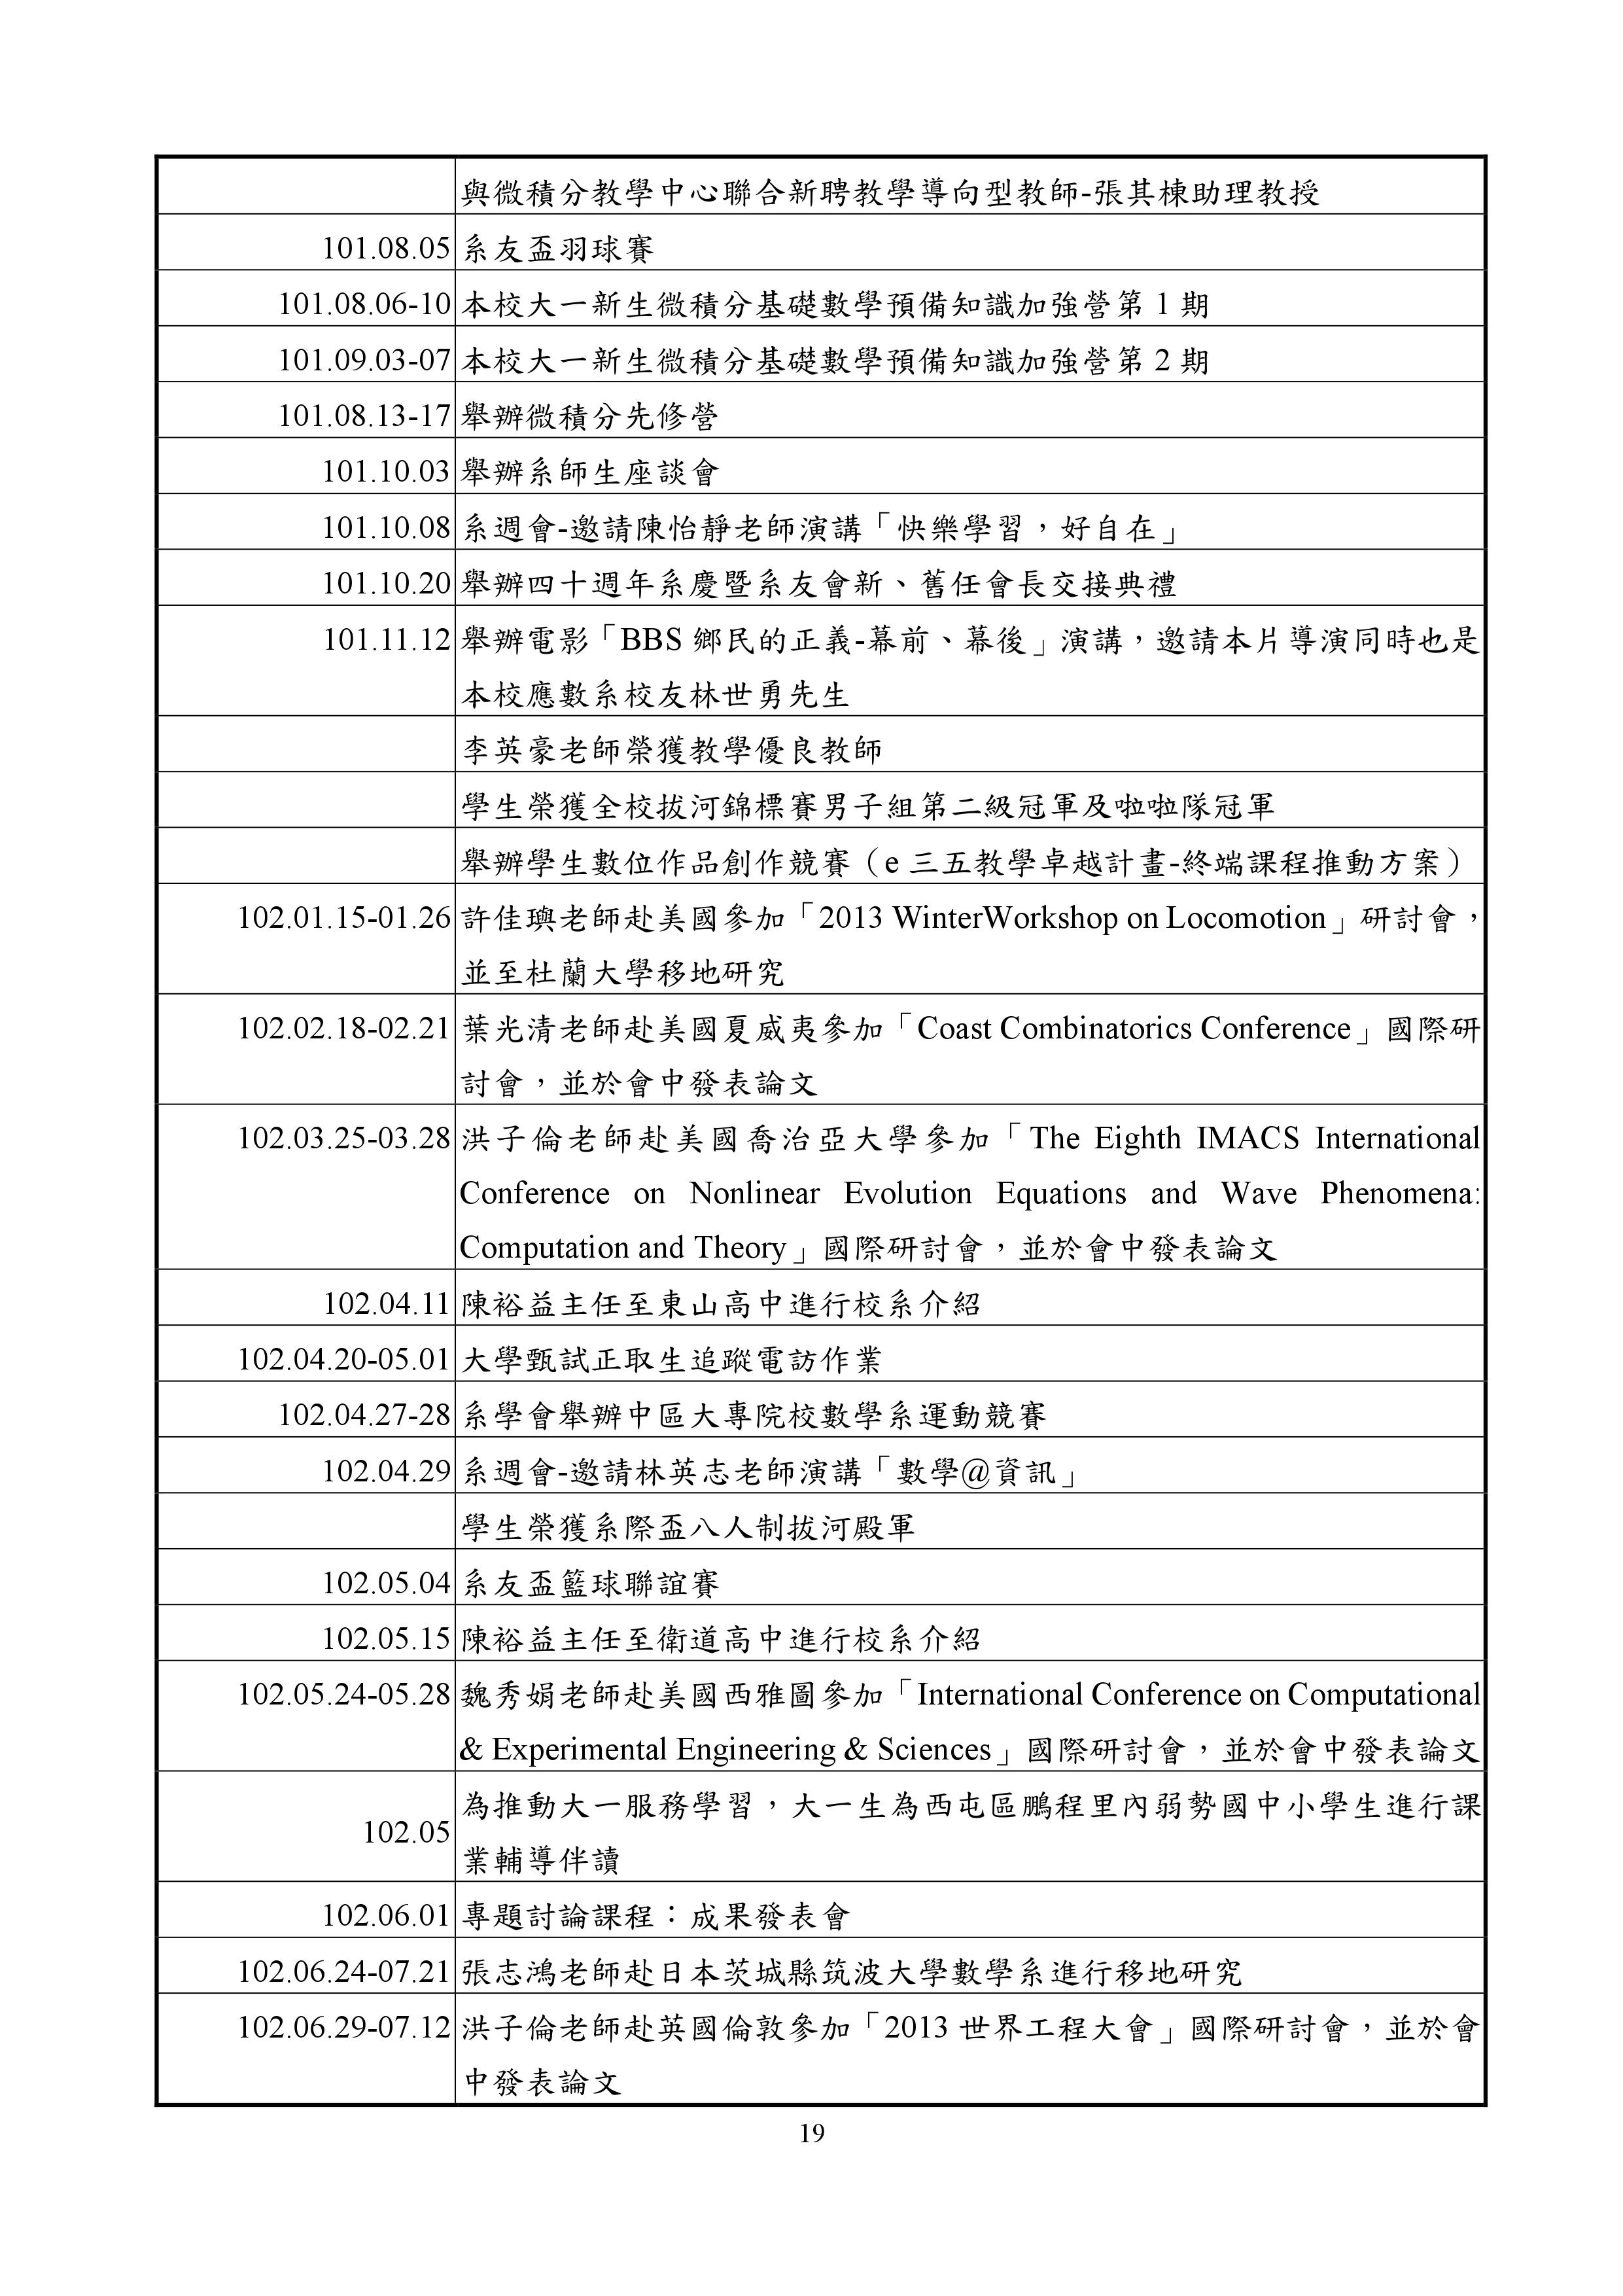 與微積分教學中心聯合新聘教學導向型教師-張其棟助理教授
101.08.05 系友盃羽球賽
101.08.06-10 本校大一新生微積分基礎數學預備知識加強營第 1 期
101.09.03-07 本校大一新生微積分基礎數學預備知識加強營第 2 期
101.08.13-17 舉辦微積分先修營
101.10.03 舉辦系師生座談會
101.10.08 系週會-邀請陳怡靜老師演講「快樂學習，好自在」
101.10.20 舉辦四十週年系慶暨系友會新、舊任會長交接典禮
101.11.12 舉辦電影「BBS 鄉民的正義-幕前、幕後」演講，邀請本片導演同時也是
本校應數系校友林世勇先生
李英豪老師榮獲教學優良教師
學生榮獲全校拔河錦標賽男子組第二級冠軍及啦啦隊冠軍
舉辦學生數位作品創作競賽（e 三五教學卓越計畫-終端課程推動方案）
102.01.15-01.26 許佳璵老師赴美國參加「2013 WinterWorkshop on Locomotion」研討會，
並至杜蘭大學移地研究
102.02.18-02.21 葉光清老師赴美國夏威夷參加「Coast Combinatorics Conference」國際研
討會，並於會中發表論文
102.03.25-03.28 洪子倫老師赴美國喬治亞大學參加「The Eighth IMACS International
Conference on Nonlinear Evolution Equations and Wave Phenomena:
Computation and Theory」國際研討會，並於會中發表論文
102.04.11 陳裕益主任至東山高中進行校系介紹
102.04.20-05.01 大學甄試正取生追蹤電訪作業
102.04.27-28 系學會舉辦中區大專院校數學系運動競賽
102.04.29 系週會-邀請林英志老師演講「數學@資訊」
學生榮獲系際盃八人制拔河殿軍
102.05.04 系友盃籃球聯誼賽
102.05.15 陳裕益主任至衛道高中進行校系介紹
102.05.24-05.28 魏秀娟老師赴美國西雅圖參加「International Conference on Computational
& Experimental Engineering & Sciences」國際研討會，並於會中發表論文
102.05 為推動大一服務學習，大一生為西屯區鵬程里內弱勢國中小學生進行課
業輔導伴讀
102.06.01 專題討論課程：成果發表會
102.06.24-07.21 張志鴻老師赴日本茨城縣筑波大學數學系進行移地研究
102.06.29-07.12 洪子倫老師赴英國倫敦參加「2013 世界工程大會」國際研討會，並於會
中發表論文
19